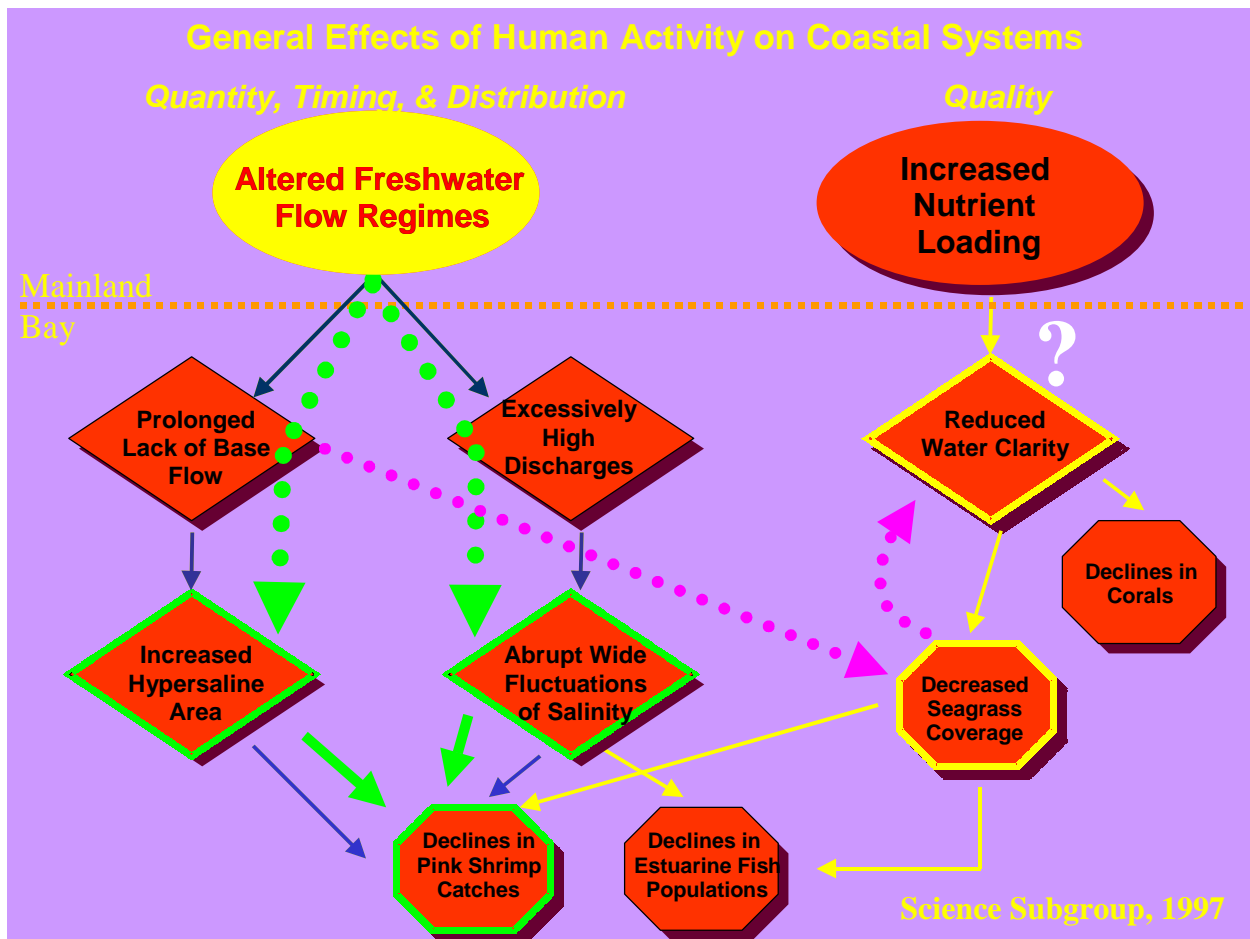 General Effects of Human Activity on Coastal Systems
Quantity, Timing, & Distribution
Quality
Altered Freshwater
Flow Regimes
Increased
Nutrient
Loading
Mainland
Bay
?
Prolonged
Lack of Base
Flow
Excessively
High
Discharges
Reduced
Water Clarity
Declines in
Corals
Increased
Hypersaline
Area
Abrupt Wide
Fluctuations
of Salinity
Decreased
Seagrass
Coverage
Declines in
Pink Shrimp
Catches
Declines in
Estuarine Fish
Populations
Science Subgroup, 1997